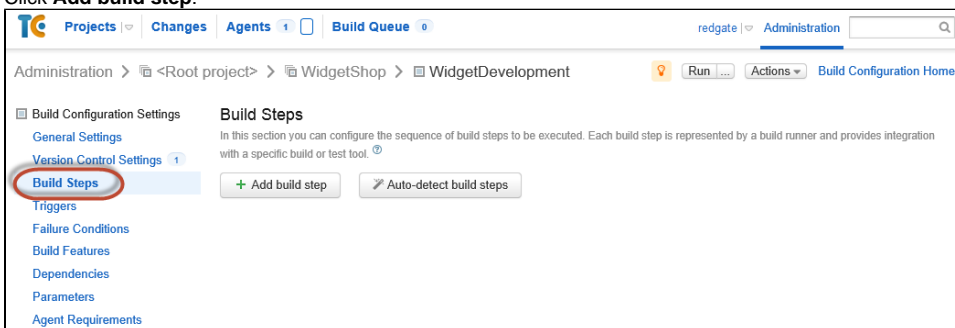 Click Add build step.
TC Projects Changes Agents 1 Build Queue 0 redgate Administration
Administration > <Root project> > WidgetShop > WidgetDevelopment Run ... Actions Build Configuration Home
Build Configuration Settings
General Settings
Version Control Settings 1
Build Steps
Triggers
Failure Conditions
Build Features
Dependencies
Parameters
Agent Requirements
Build Steps
In this section you can configure the sequence of build steps to be executed. Each build step is represented by a build runner and provides integration
with a specific build or test tool. ?
+ Add build step Auto-detect build steps